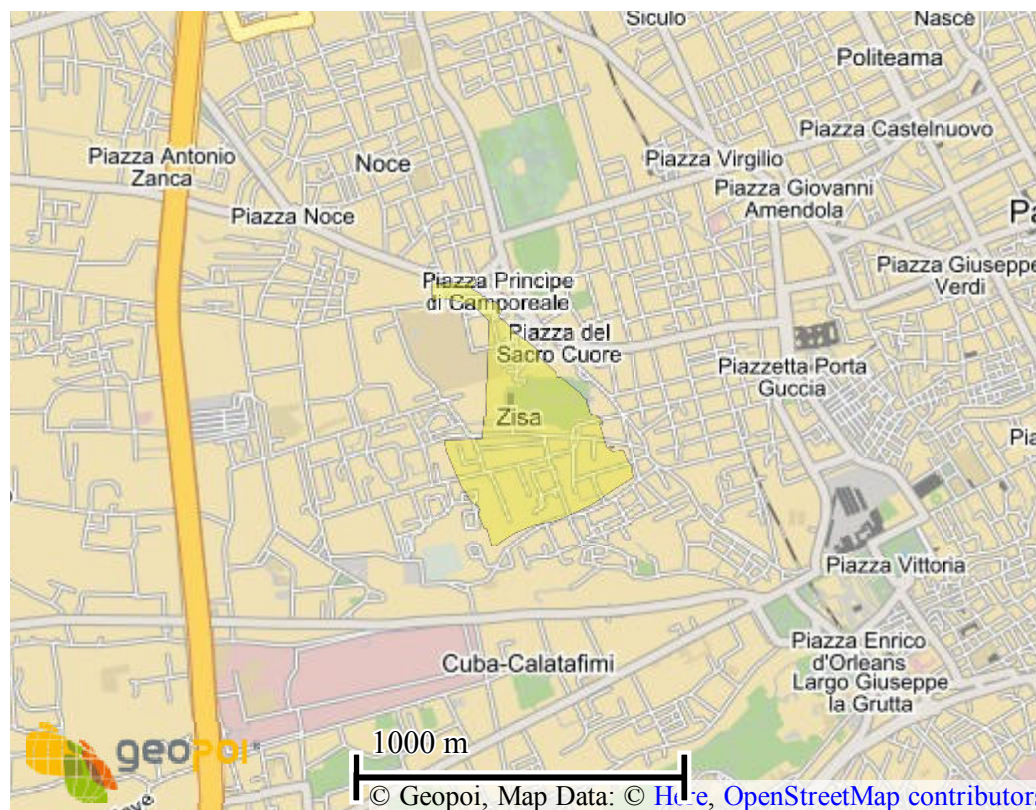 Siculo
Nasce
Politeama
Piazza Castelnuovo
Piazza Antonio
Zanca
Noce
Piazza Virgilio
Piazza Giovanni
Amendola
Piazza Noce
Piazza Giuseppe
Verdi
Piazza Principe
di Camporeale
Piazza del
Sacro Cuore
Piazzetta Porta
Guccia
Zisa
Piazza Vittoria
Piazza Enrico
d'Orleans
Cuba-Calatafimi
Largo Giuseppe
la Grutta
geopoi
1000 m
© Geopoi, Map Data: © Here, OpenStreetMap contributor